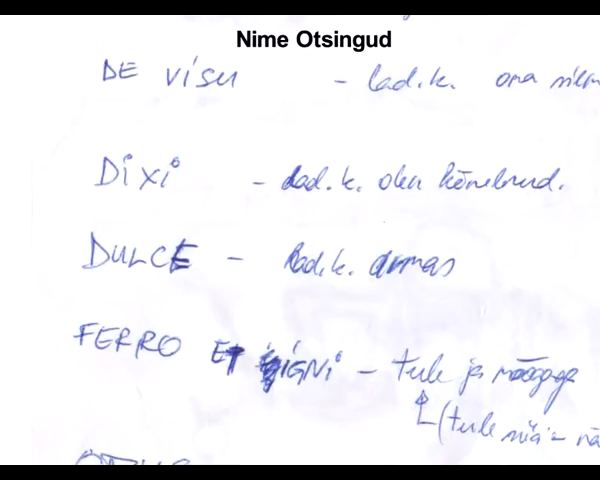 Nime Otsingud
DE VISU - lad.k. oma
DIXI - lad.k. olen kõnelnud.
DULCE - lad.k. armas
FERRO ET IGNI - tule ja mõõgaga
(tule